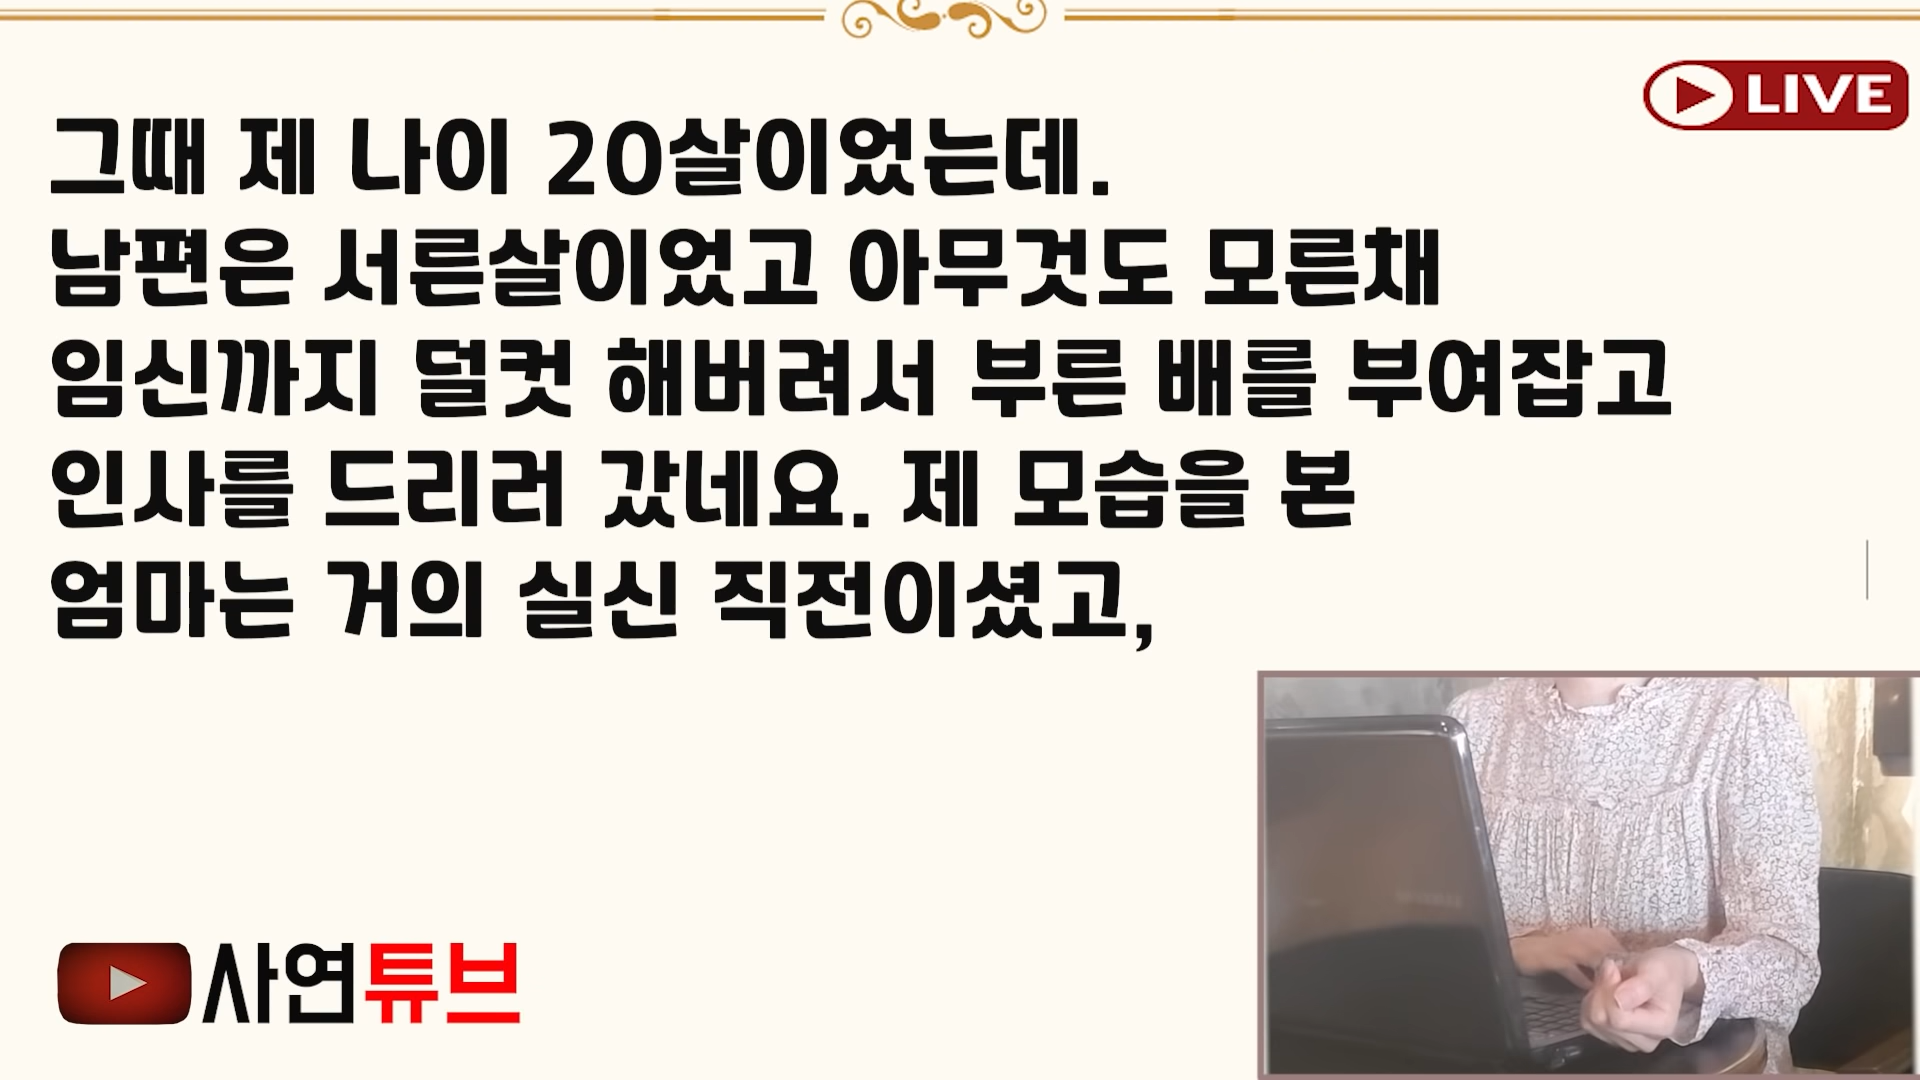 LIVE
그때 제 나이 20살이었는데.
남편은 서른살이었고 아무것도 모른채
임신까지 덜컷 해버려서 부른 배를 부여잡고
인사를 드리러 갔네요. 제 모습을 본
엄마는 거의 실신 직전이셨고,
사연튜브